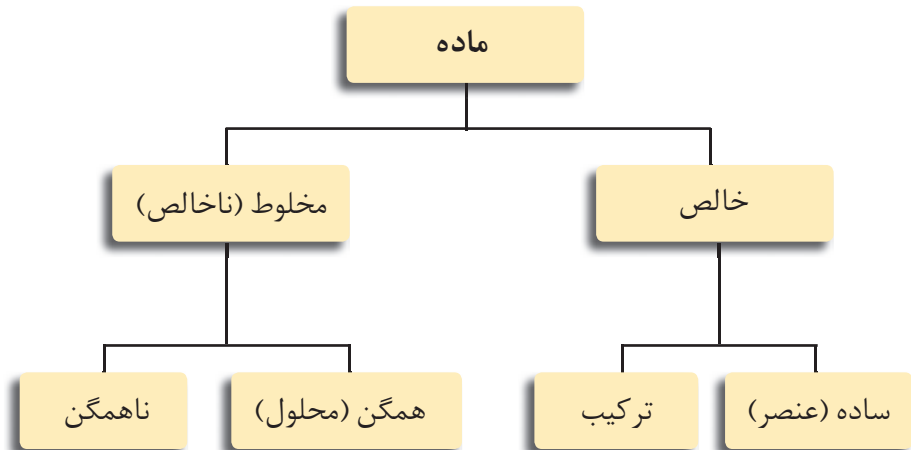 ماده
خالص
مخلوط (ناخالص)
ساده (عنصر)
ترکیب
همگن (محلول)
ناهمگن